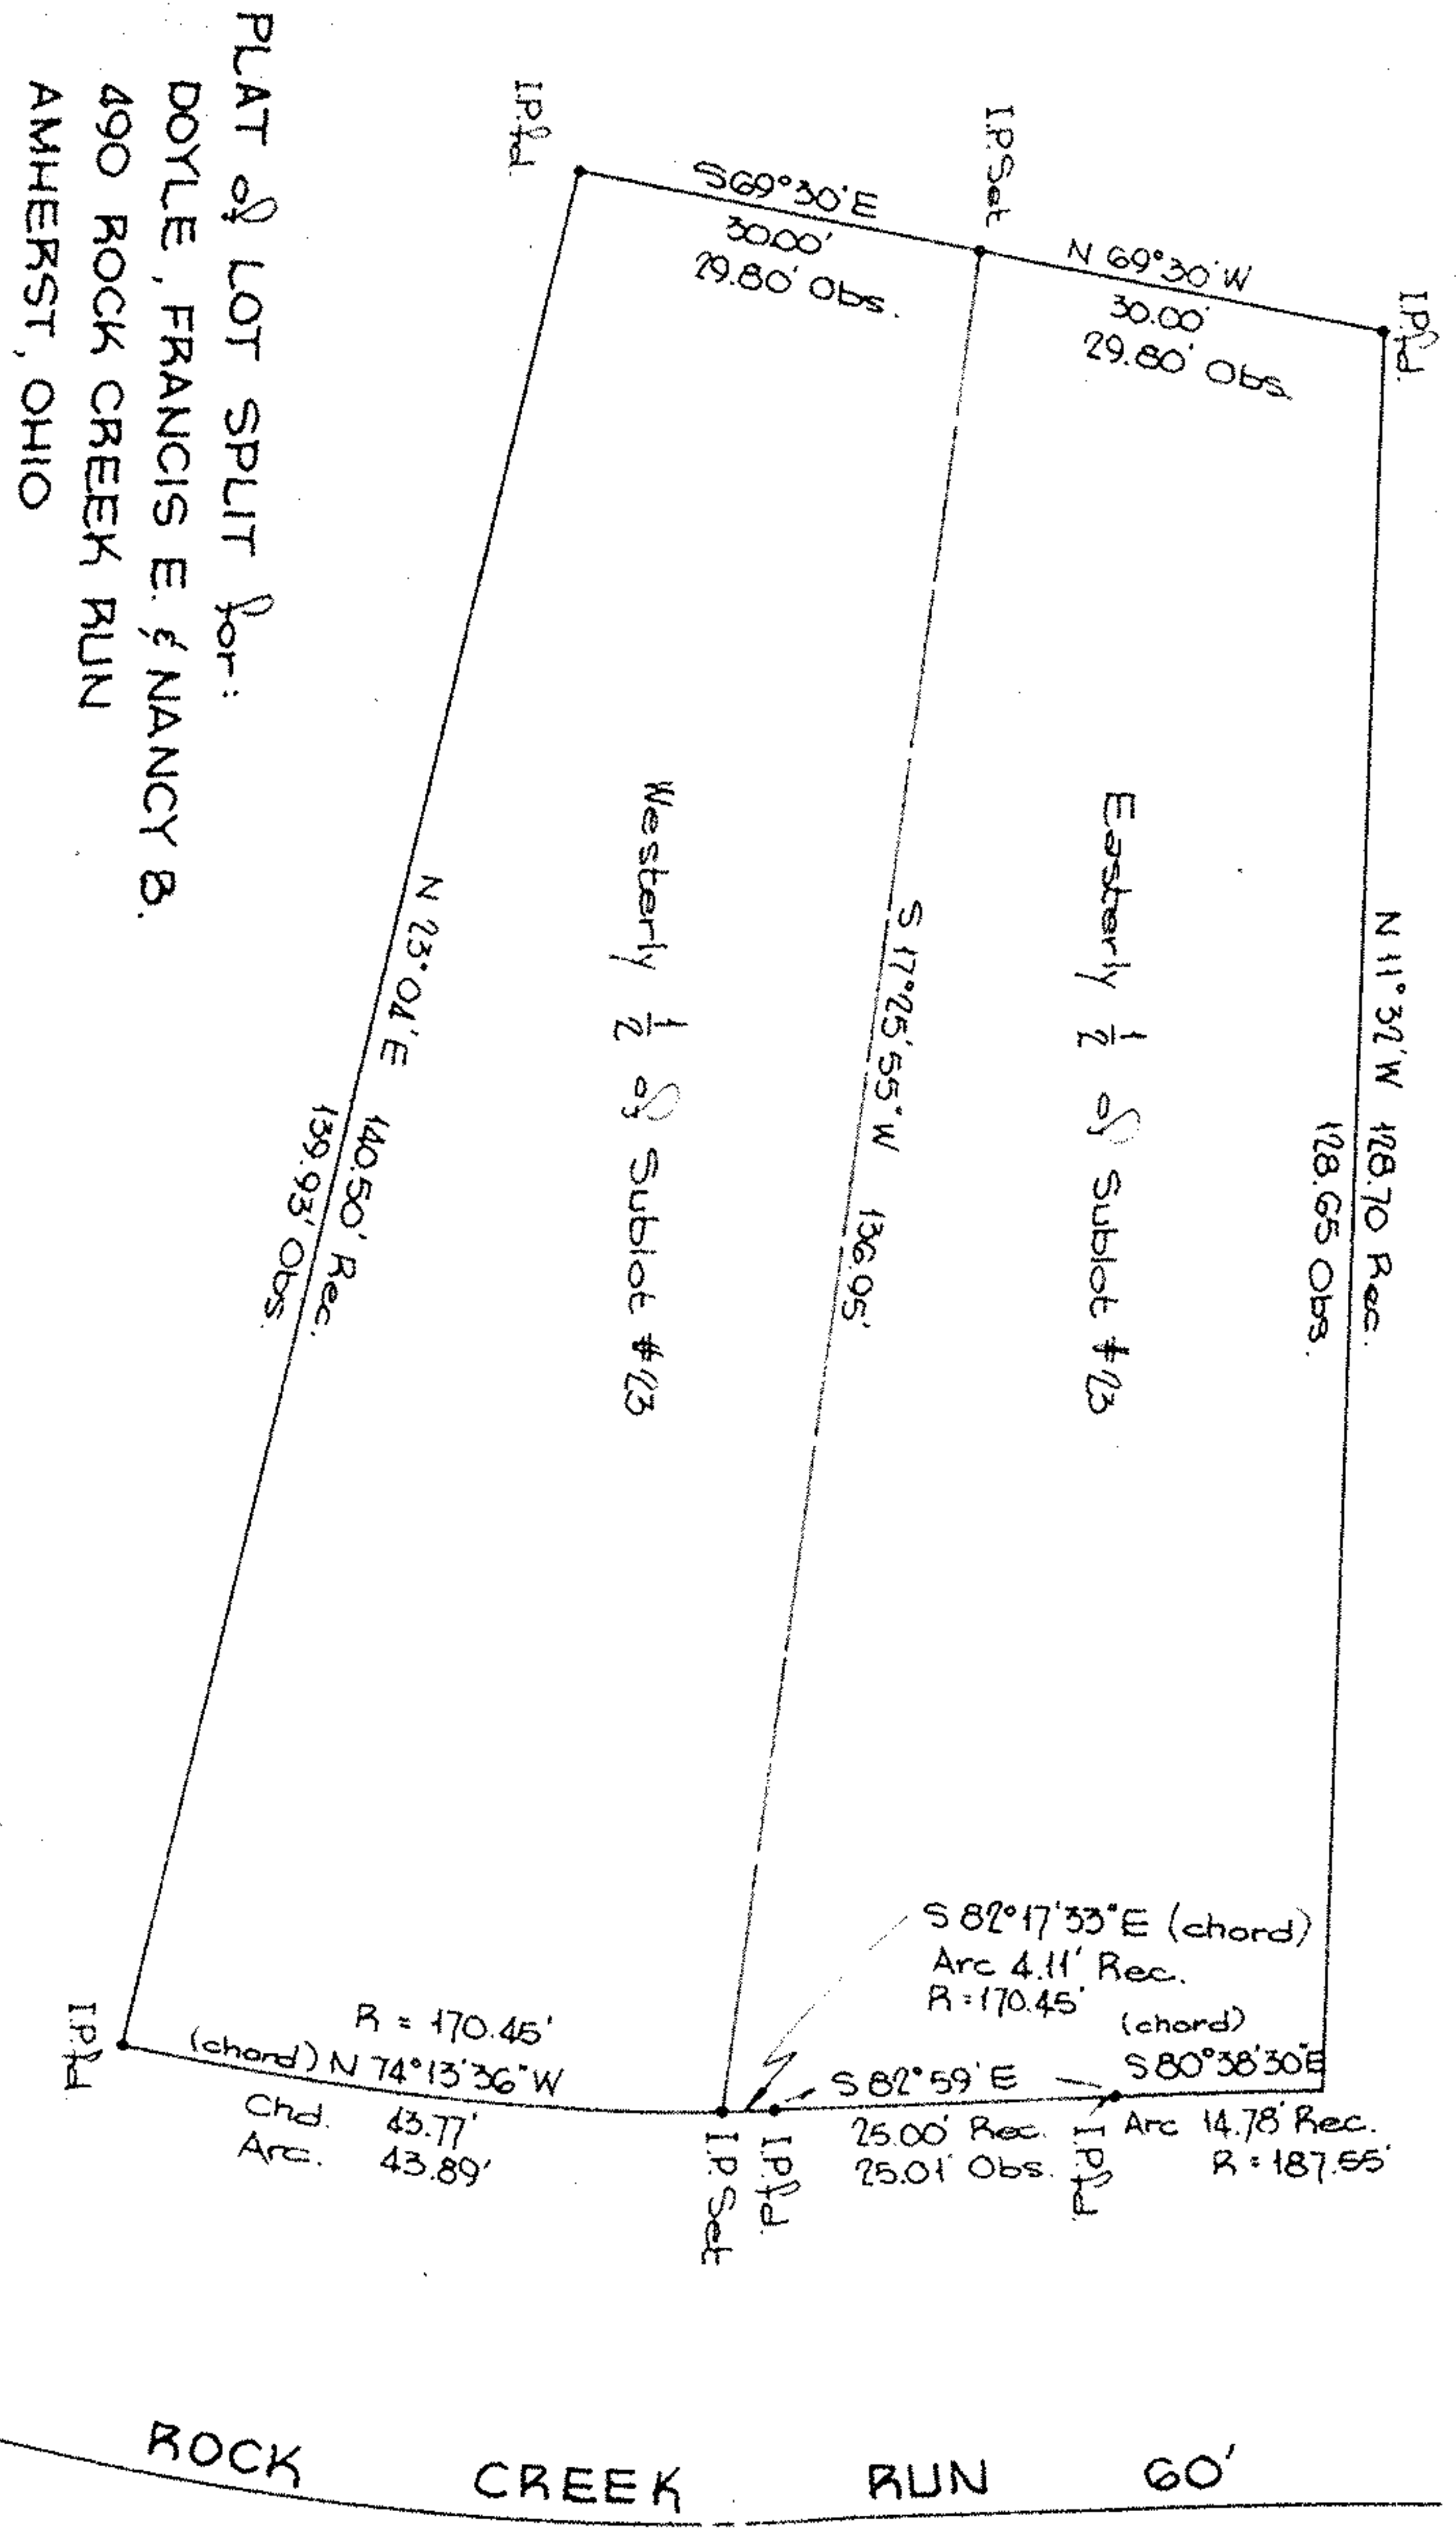 PLAT of LOT SPLIT for:
DOYLE, FRANCIS E. & NANCY B.
490 ROCK CREEK RUN
AMHERST, OHIO
I.P.fd.
S69°30'E
30.00'
29.80' Obs.
I.P.Set
N 69°30'W
30.00'
29.80' Obs.
I.P.fd.
N 11°32'W 128.70 Rec.
128.65 Obs.
Easterly 1/2 of Sublot #23
S 17°25'55"W 136.95'
Westerly 1/2 of Sublot #23
N 23°04'E 140.50' Rec.
139.93' Obs.
S 82°17'33"E (chord)
Arc 4.11' Rec.
R=170.45'
(chord)
S80°38'30E
Arc 14.78' Rec.
R=187.55'
S82°59'E
25.00' Rec.
25.01' Obs.
I.P.fd.
I.P.fd.
I.P. Set
R = 170.45'
(chord) N 74°13'36"W
Chd. 43.77'
Arc. 43.89'
I.P.fd
ROCK CREEK RUN 60'